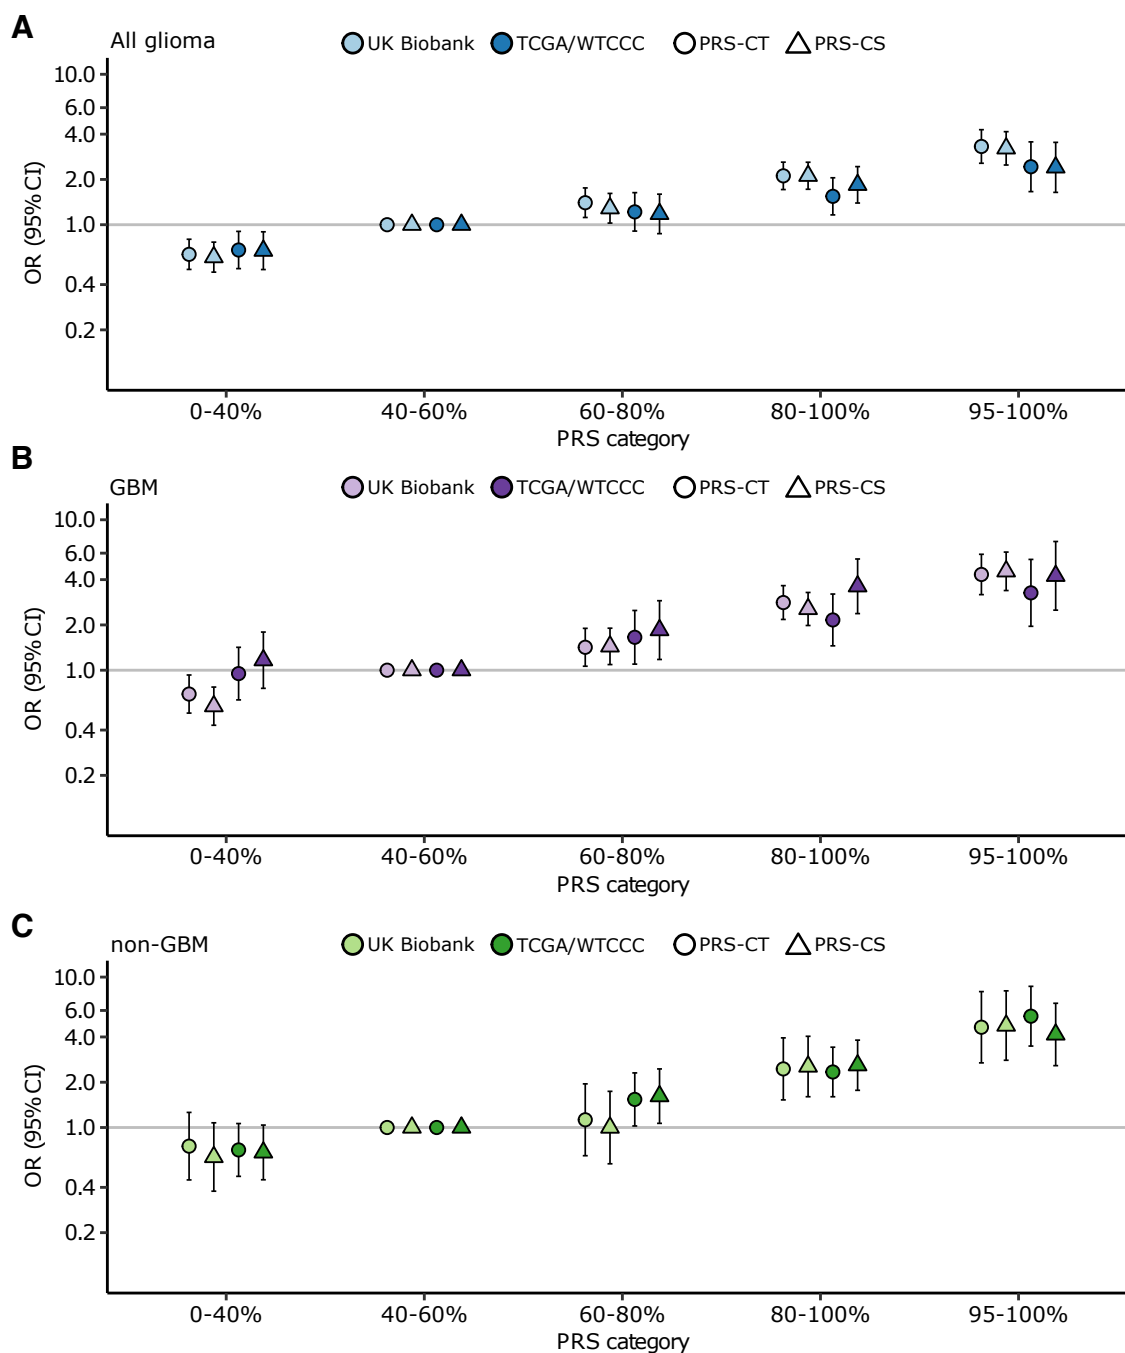 A
All glioma UK Biobank TCGA/WTCCC PRS-CT PRS-CS
10.0
6.0
4.0
2.0
1.0
0.4
0.2
OR (95%CI)
0-40% 40-60% 60-80% 80-100% 95-100%
PRS category
B
GBM UK Biobank TCGA/WTCCC PRS-CT PRS-CS
10.0
6.0
4.0
2.0
1.0
0.4
0.2
OR (95%CI)
0-40% 40-60% 60-80% 80-100% 95-100%
PRS category
C
non-GBM UK Biobank TCGA/WTCCC PRS-CT PRS-CS
10.0
6.0
4.0
2.0
1.0
0.4
0.2
OR (95%CI)
0-40% 40-60% 60-80% 80-100% 95-100%
PRS category